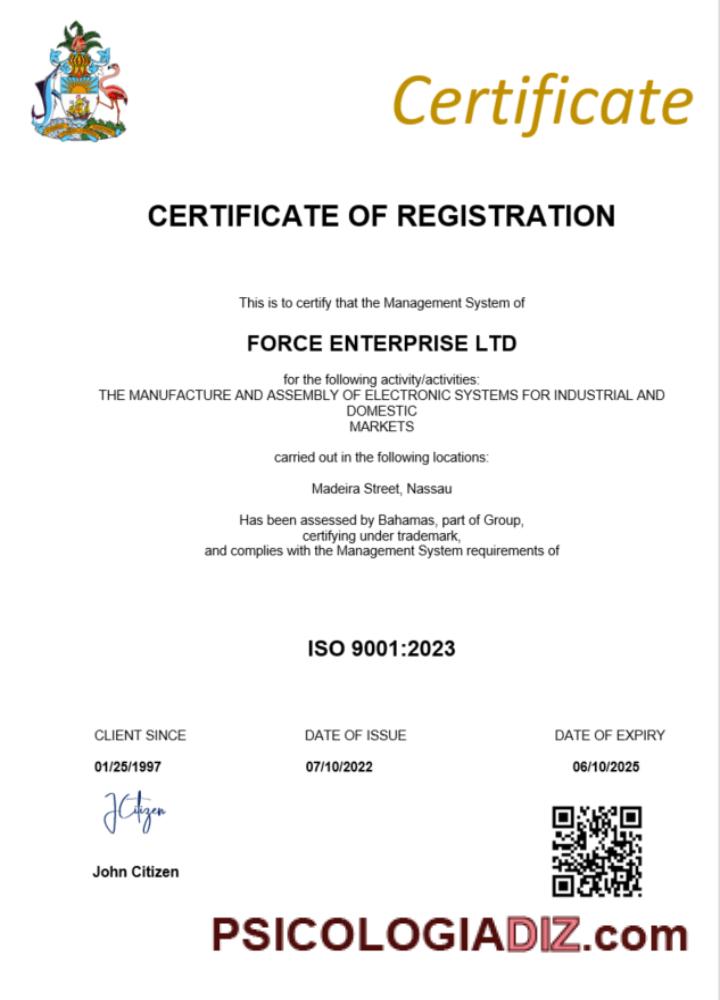 Certificate
CERTIFICATE OF REGISTRATION
This is to certify that the Management System of
FORCE ENTERPRISE LTD
for the following activity/activities:
THE MANUFACTURE AND ASSEMBLY OF ELECTRONIC SYSTEMS FOR INDUSTRIAL AND
DOMESTIC
MARKETS
carried out in the following locations:
Madeira Street, Nassau
Has been assessed by Bahamas, part of Group,
certifying under trademark,
and complies with the Management System requirements of
ISO 9001:2023
CLIENT SINCE DATE OF ISSUE DATE OF EXPIRY
01/25/1997 07/10/2022 06/10/2025
JCitizen
John Citizen
PSICOLOGIADIZ.com